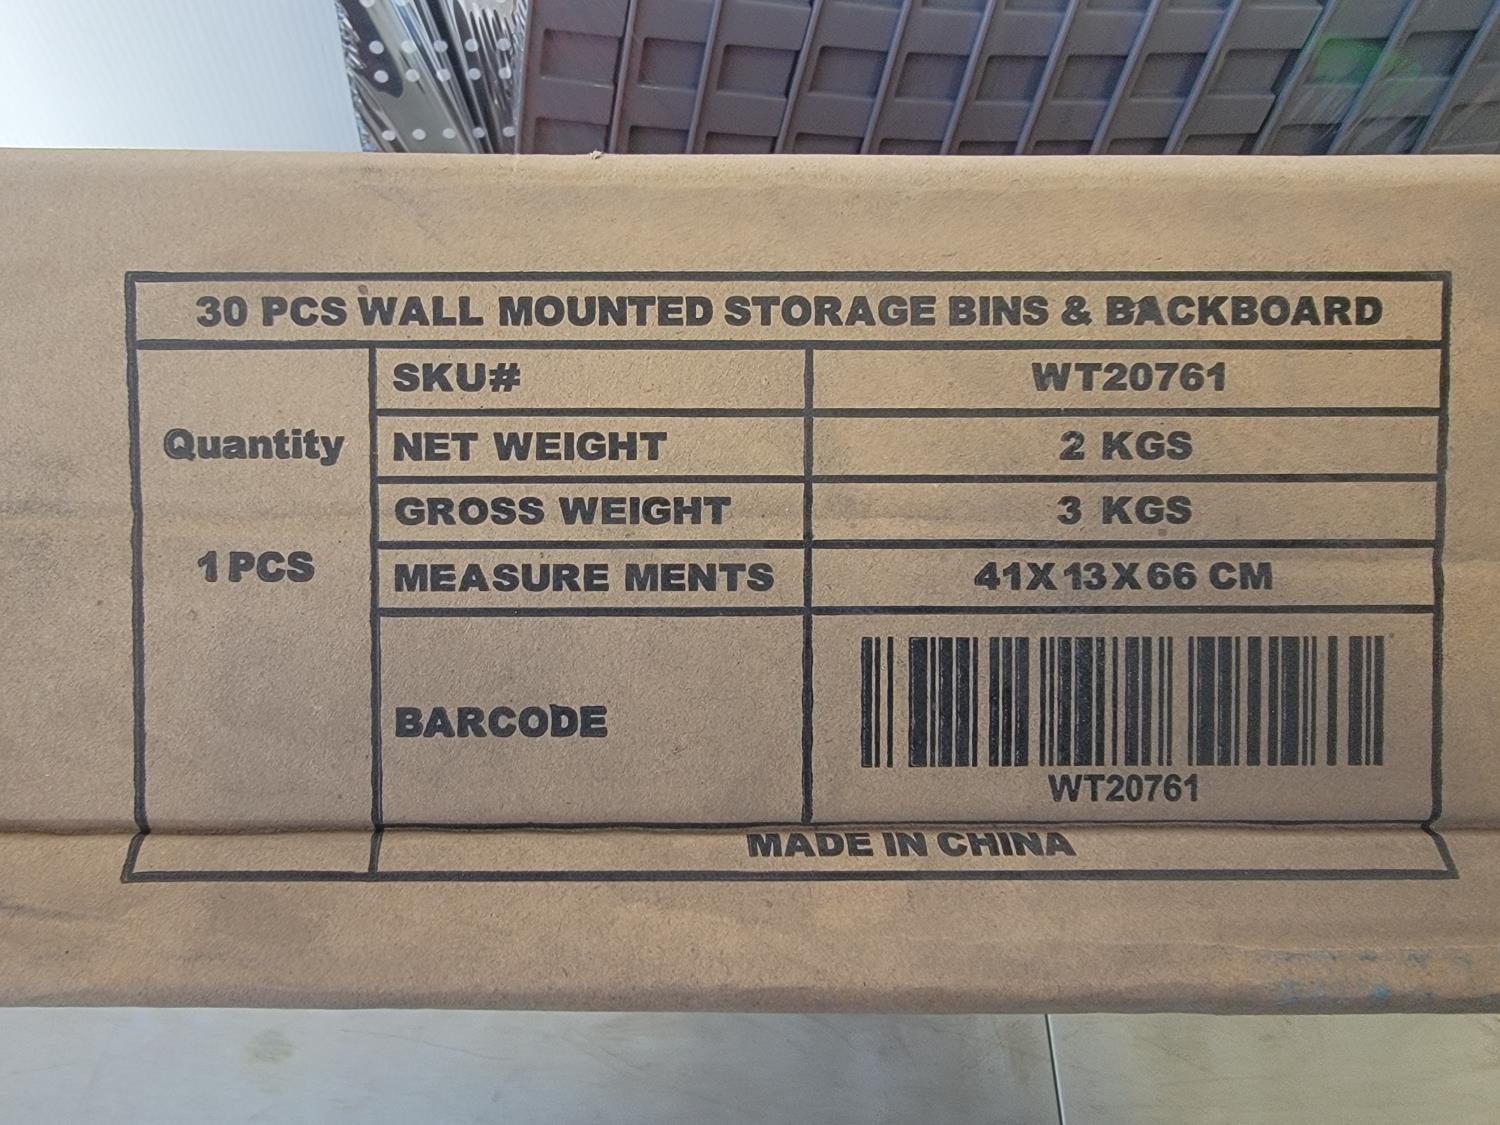 30 PCS WALL MOUNTED STORAGE BINS & BACKBOARD
Quantity
1 PCS
SKU# WT20761
NET WEIGHT 2 KGS
GROSS WEIGHT 3 KGS
MEASURE MENTS 41X13X66 CM
BARCODE
WT20761
MADE IN CHINA